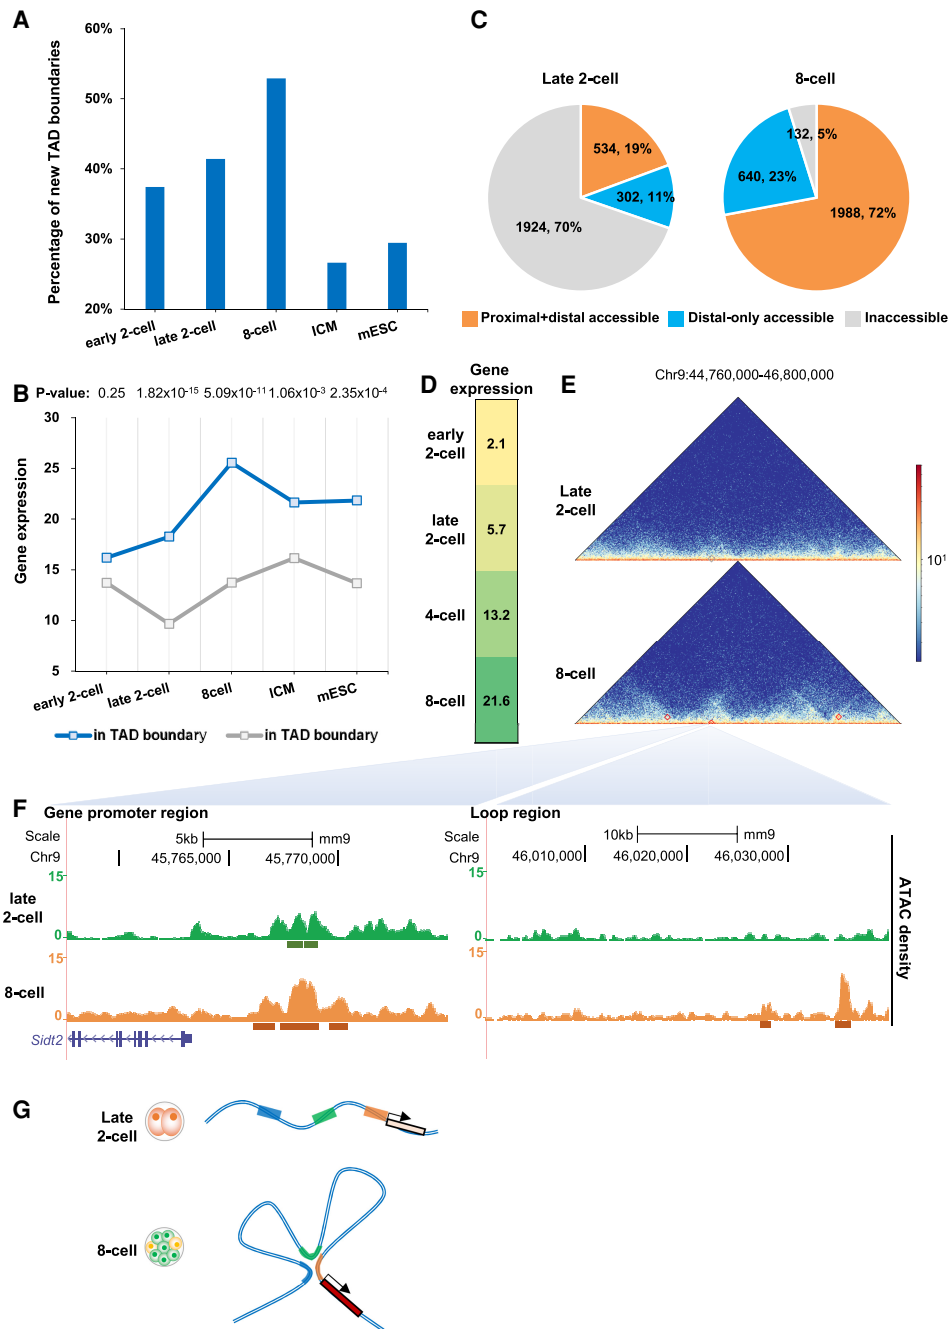 A
60%
50%
40%
30%
20%
Percentage of new TAD boundaries
early 2-cell
late 2-cell
8-cell
ICM
mESC
C
Late 2-cell
8-cell
534, 19%
302, 11%
1924, 70%
132, 5%
640, 23%
1988, 72%
Proximal+distal accessible
Distal-only accessible
Inaccessible
B
P-value: 0.25 1.82x10⁻¹⁵ 5.09x10⁻¹¹ 1.06x10⁻³ 2.35x10⁻⁴
30
25
20
15
10
5
Gene expression
early 2-cell
late 2-cell
8cell
ICM
mESC
in TAD boundary
in TAD boundary
D
Gene
expression
early
2-cell
2.1
late
2-cell
5.7
4-cell
13.2
8-cell
21.6
E
Chr9:44,760,000-46,800,000
Late
2-cell
8-cell
10¹
F
Gene promoter region
Scale
5kb
mm9
Chr9
45,765,000
45,770,000
15
late
2-cell
0
15
8-cell
0
Sidt2
Loop region
Scale
10kb
mm9
Chr9
46,010,000
46,020,000
46,030,000
15
0
15
0
ATAC density
G
Late
2-cell
8-cell